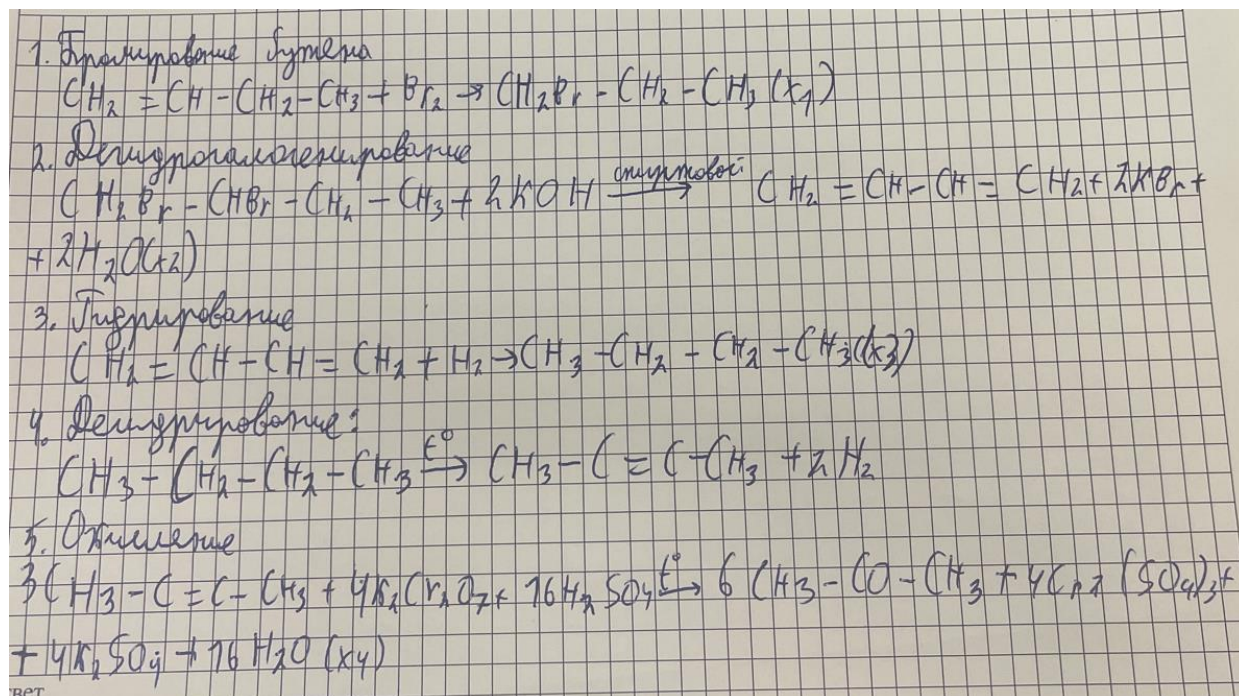 1. Бромирование бутена
CH₂ = CH - CH₂ - CH₃ + Br₂ → CH₂Br - CH₂ - CH₃ (x₁)
2. Дегидрогалогенирование
CH₂Br - CHBr - CH₂ - CH₃ + 2KOH спиртовой → CH₂ = CH - CH = CH₂ + 2KBr +
+ 2H₂O (x₂)
3. Гидрирование
CH₂ = CH - CH = CH₂ + H₂ → CH₃ - CH₂ - CH₂ - CH₃ (x₃)
4. Дегидрирование:
CH₃ - CH₂ - CH₂ - CH₃ t° → CH₃ - C = C - CH₃ + 2H₂
5. Окисление
3CH₃ - C = C - CH₃ + 4K₂Cr₂O₇ + 16H₂SO₄ t° → 6CH₃ - CO - CH₃ + 4Cr₂(SO₄)₃ +
+ 4K₂SO₄ + 16H₂O (x₄)